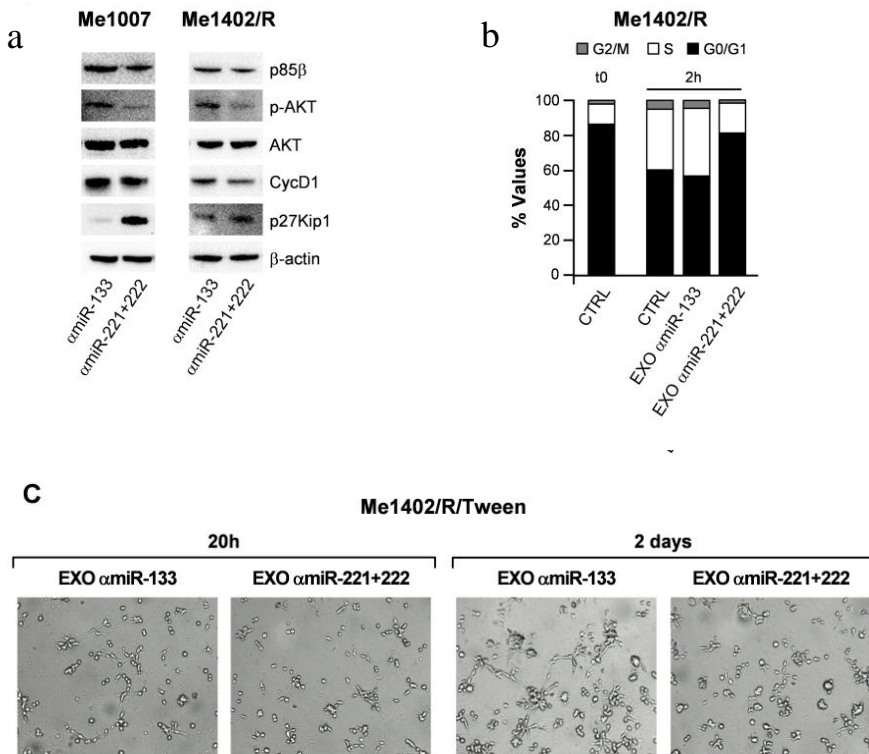 a
Me1007 Me1402/R
p85β
p-AKT
AKT
CycD1
p27Kip1
β-actin
αmiR-133
αmiR-221+222
αmiR-133
αmiR-221+222
b
Me1402/R
G2/M S G0/G1
t0 2h
% Values
100
80
60
40
20
0
CTRL
CTRL
EXO αmiR-133
EXO αmiR-221+222
C
Me1402/R/Tween
20h 2 days
EXO αmiR-133 EXO αmiR-221+222 EXO αmiR-133 EXO αmiR-221+222